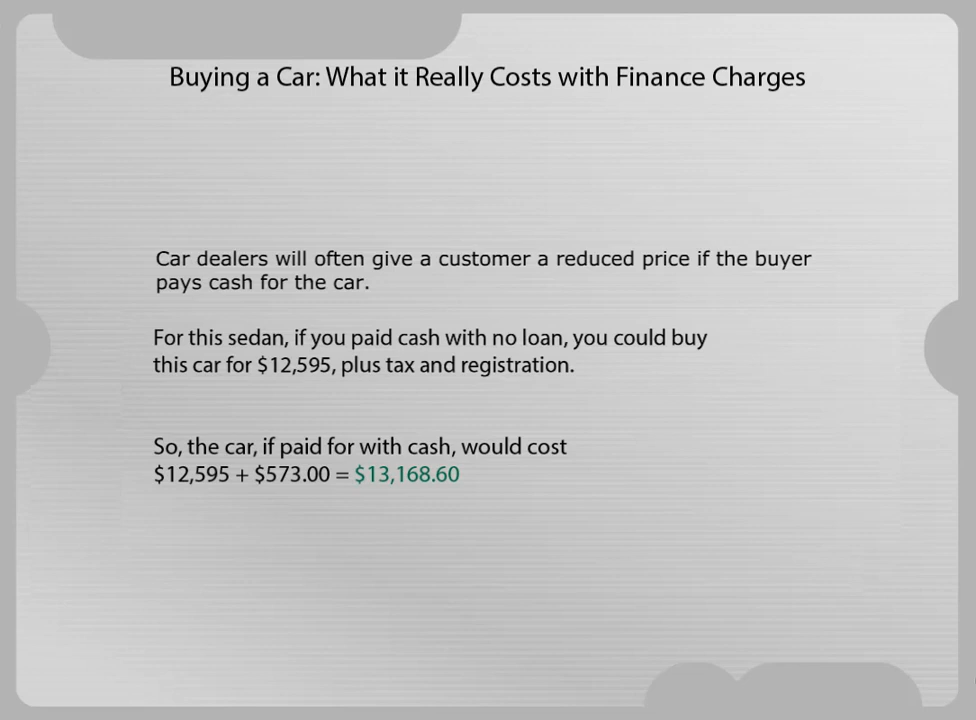 Buying a Car: What it Really Costs with Finance Charges
Car dealers will often give a customer a reduced price if the buyer
pays cash for the car.
For this sedan, if you paid cash with no loan, you could buy
this car for $12,595, plus tax and registration.
So, the car, if paid for with cash, would cost
$12,595 + $573.00 = $13,168.60